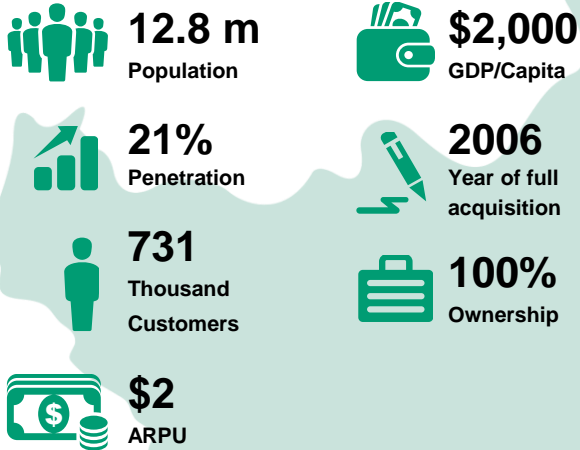 12.8 m
Population
$2,000
GDP/Capita
21%
Penetration
2006
Year of full
acquisition
731
Thousand
Customers
100%
Ownership
$
$2
ARPU